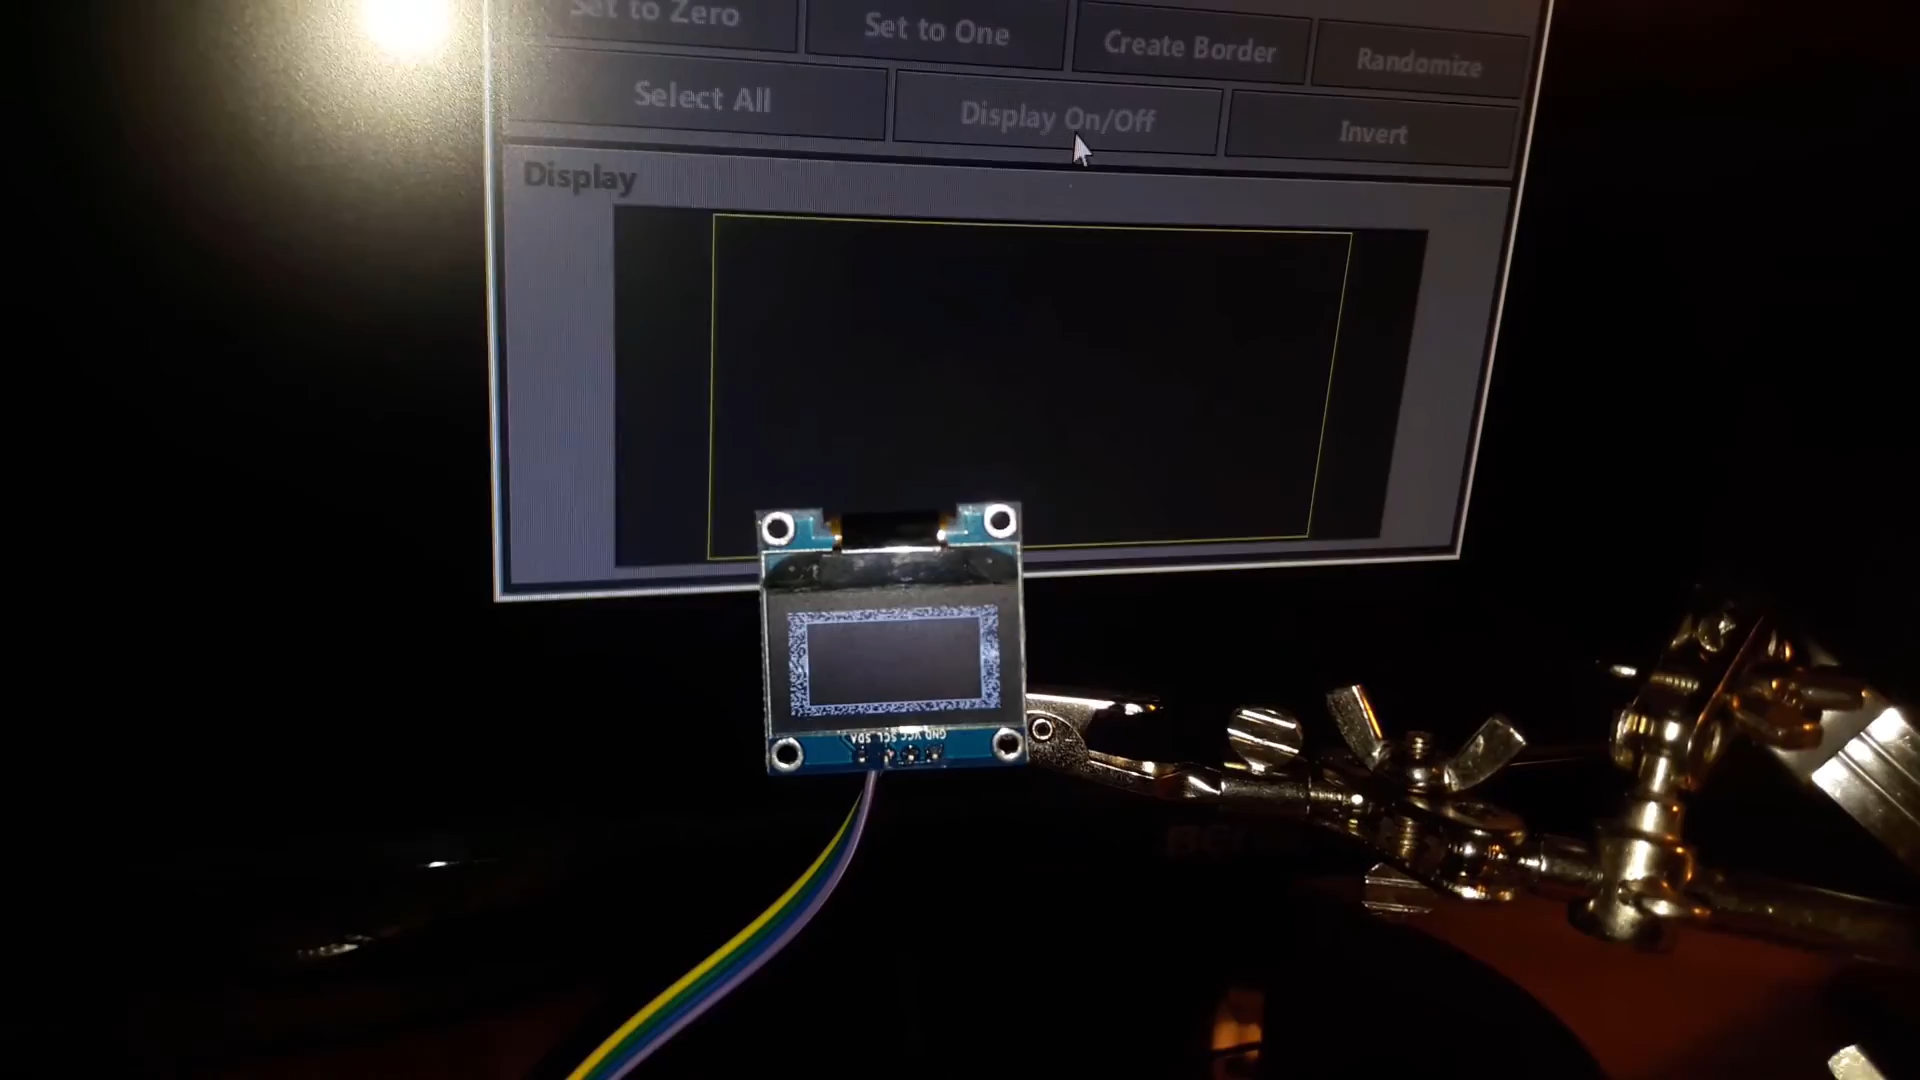 Set to Zero
Set to One
Create Border
Randomize
Select All
Display On/Off
Invert
Display
GND VCC SCL SDA